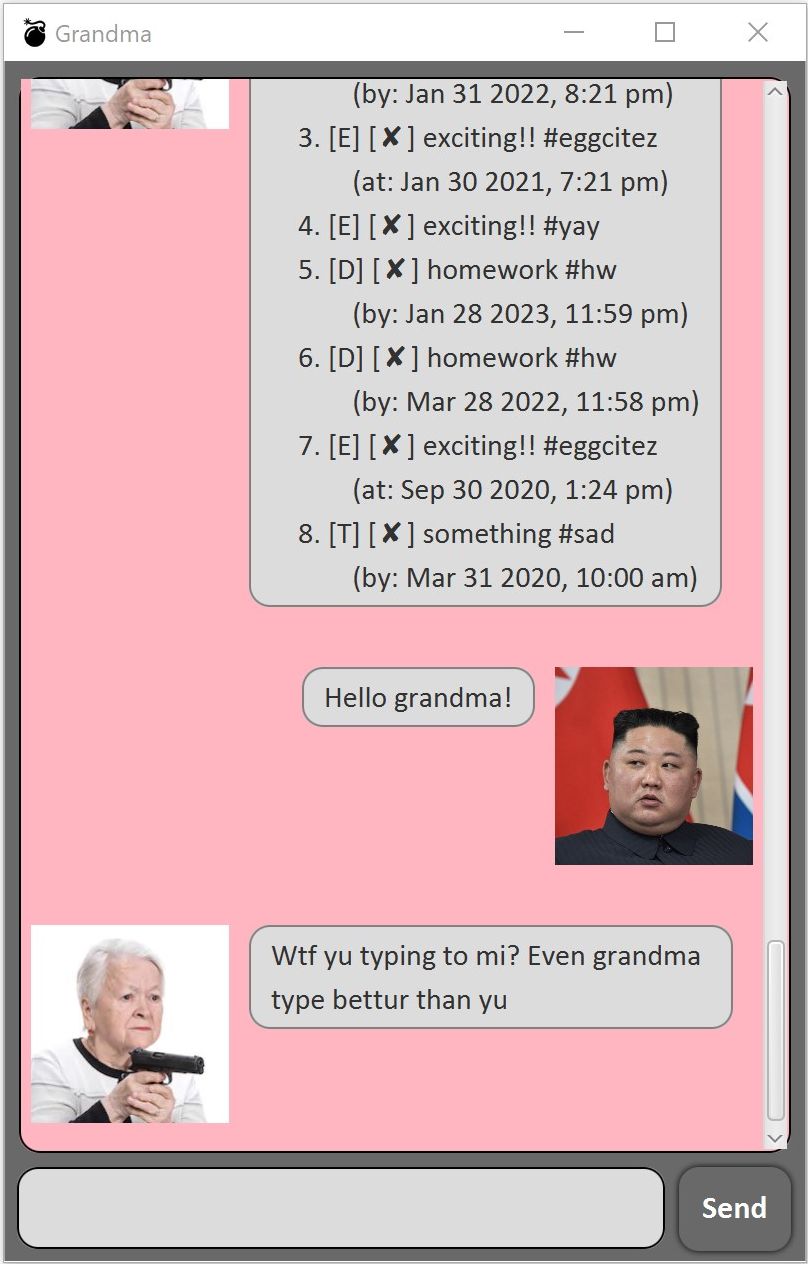 Grandma
(by: Jan 31 2022, 8:21 pm)
3. [E] [✘] exciting!! #eggcitez
(at: Jan 30 2021, 7:21 pm)
4. [E] [✘] exciting!! #yay
5. [D] [✘] homework #hw
(by: Jan 28 2023, 11:59 pm)
6. [D] [✘] homework #hw
(by: Mar 28 2022, 11:58 pm)
7. [E] [✘] exciting!! #eggcitez
(at: Sep 30 2020, 1:24 pm)
8. [T] [✘] something #sad
(by: Mar 31 2020, 10:00 am)
Hello grandma!
Wtf yu typing to mi? Even grandma
type bettur than yu
Send